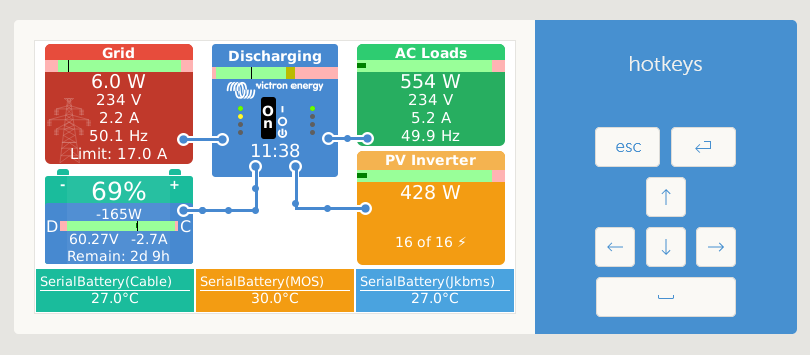 Grid
6.0 W
234 V
2.2 A
50.1 Hz
Limit: 17.0 A
Discharging
victron energy
On
I
O
11:38
AC Loads
554 W
234 V
5.2 A
49.9 Hz
PV Inverter
428 W
16 of 16 ⚡
- +
69%
-165W
D C
60.27V -2.7A
Remain: 2d 9h
SerialBattery(Cable)
27.0°C
SerialBattery(MOS)
30.0°C
SerialBattery(Jkbms)
27.0°C
hotkeys
esc